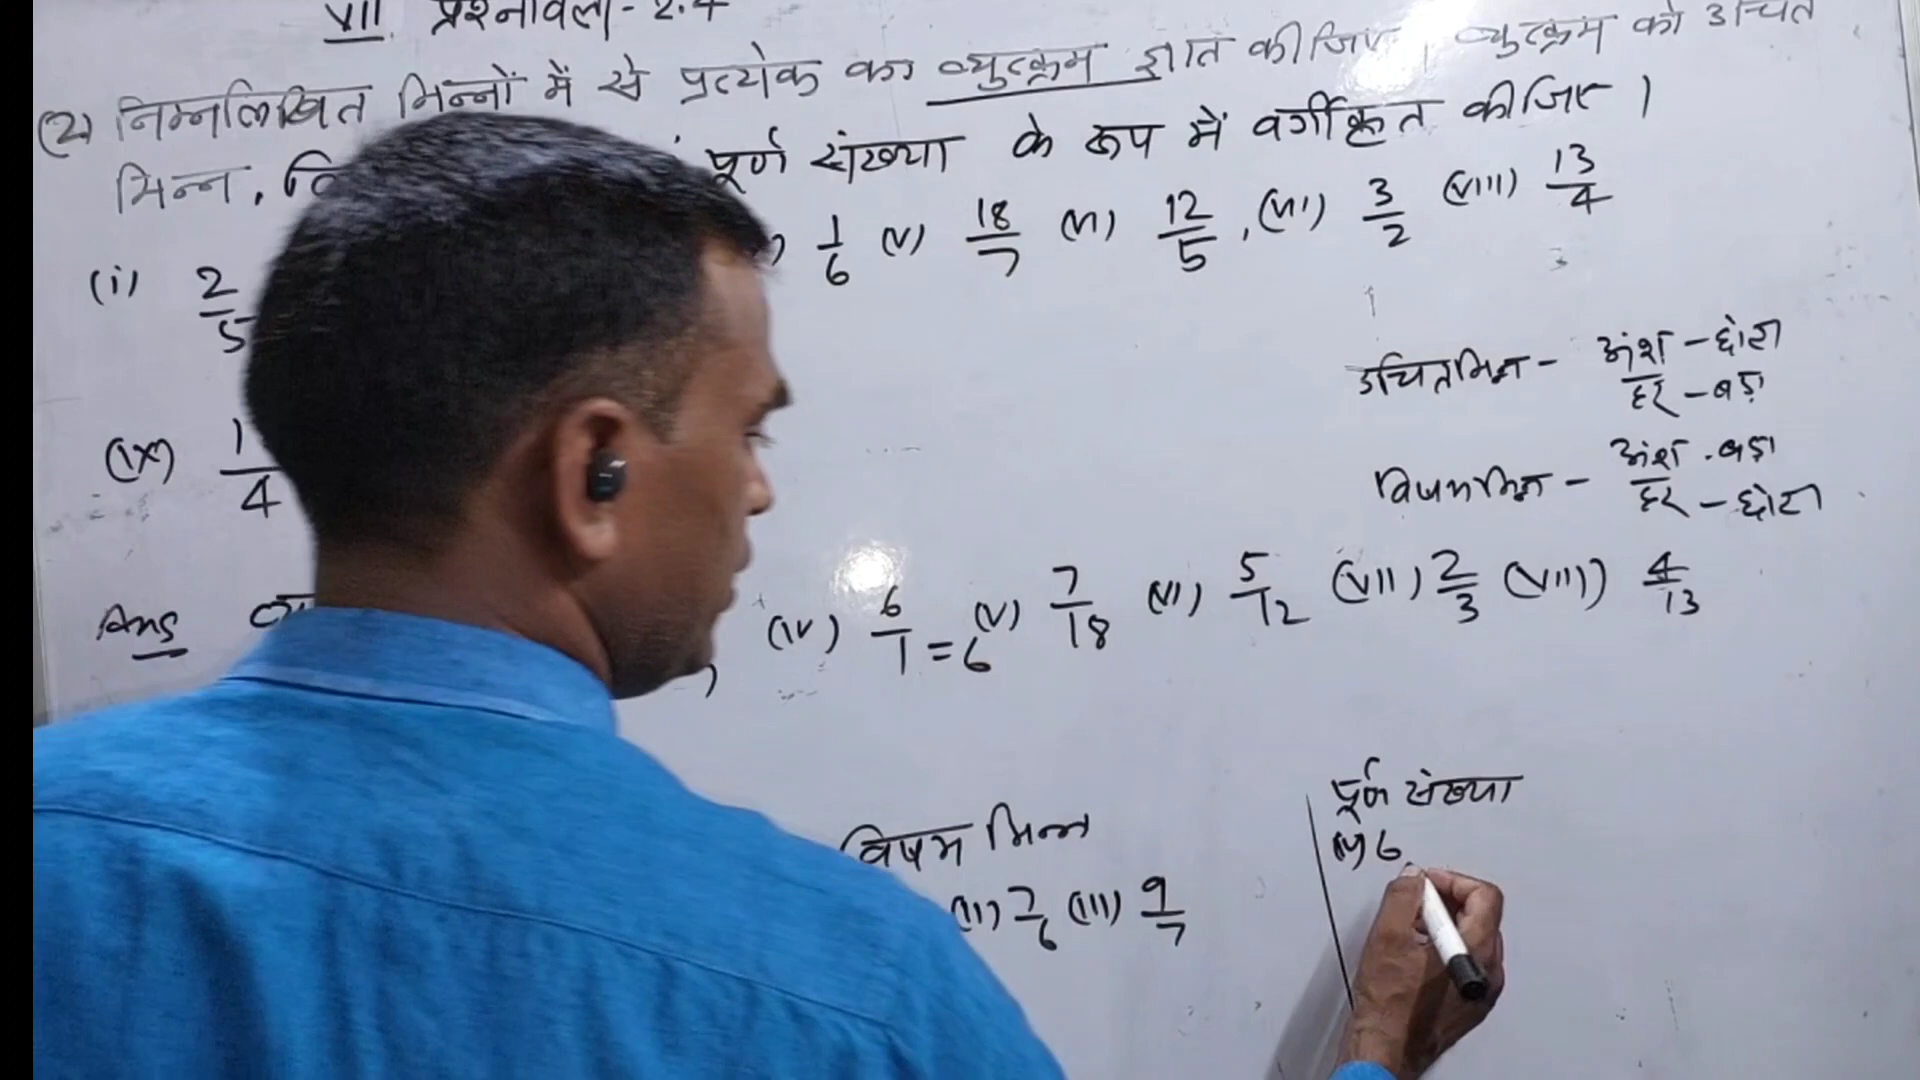 VII. प्रश्नावली - 2.4
(2) निम्नलिखित भिन्नों में से प्रत्येक का व्युत्क्रम ज्ञात कीजिए । व्युत्क्रम को उचित
भिन्न, पूर्ण संख्या के रूप में वर्गीकृत कीजिए ।
(i) 2/5 1/6 (v) 18/7 (vi) 12/5, (vii) 3/2 (viii) 13/4
उचित भिन्न - अंश - छोटा / हर - बड़ा
(ix) 1/4
विषम भिन्न - अंश - बड़ा / हर - छोटा
Ans (iv) 6/1 = 6 (v) 7/18 (vi) 5/12 (vii) 2/3 (viii) 4/13
विषम भिन्न
(ii) 7/6 (iii) 9/7
पूर्ण संख्या
(iv) 6